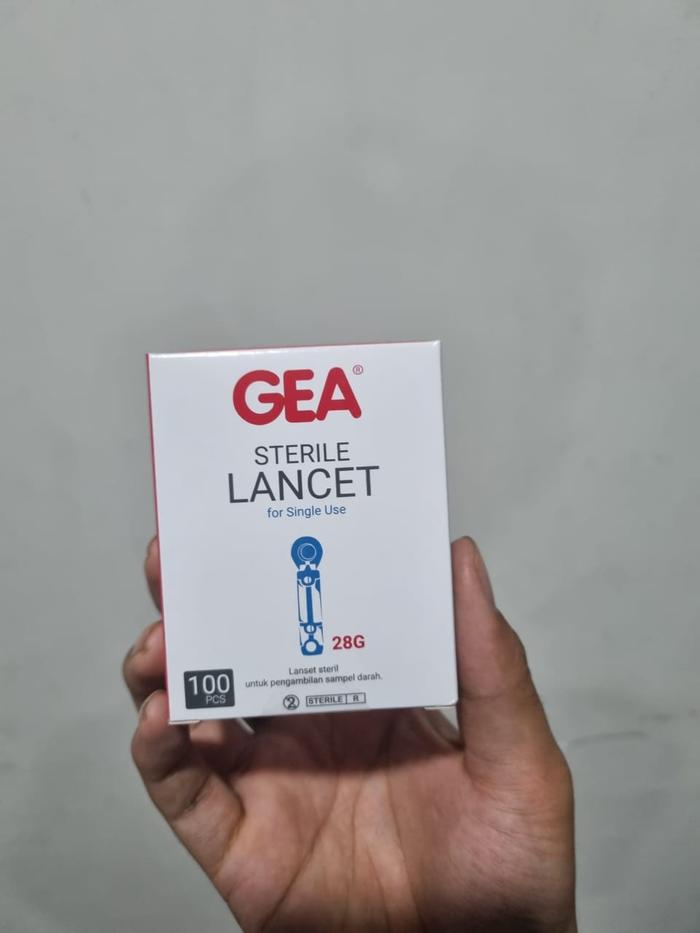 GEA®
STERILE
LANCET
for Single Use
28G
Lanset steril
untuk pengambilan sampel darah.
100
PCS
2 STERILE R